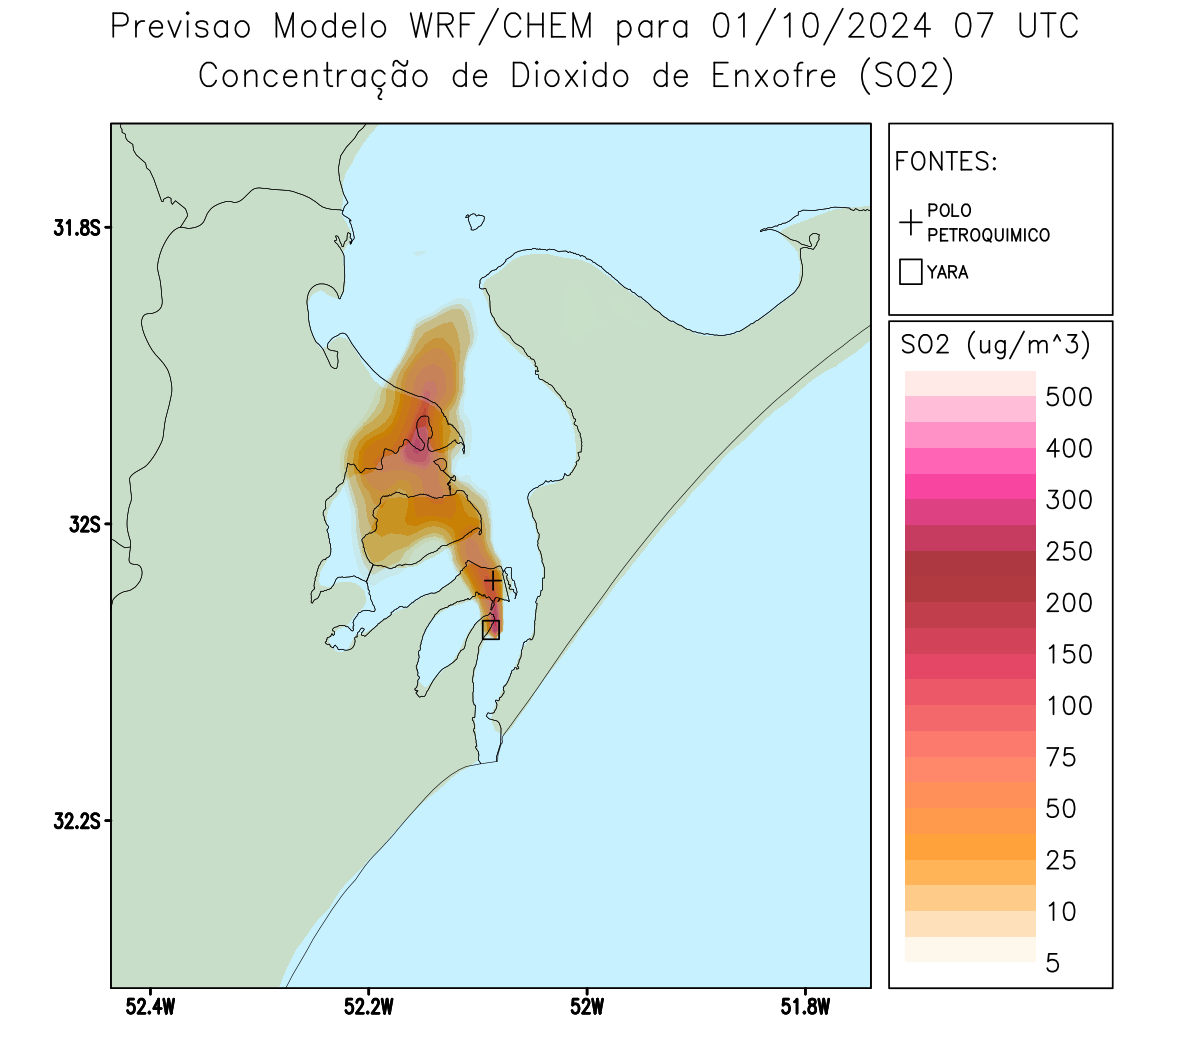 Previsao Modelo WRF/CHEM para 01/10/2024 07 UTC
Concentração de Dioxido de Enxofre (SO2)
FONTES:
POLO
PETROQUIMICO
YARA
SO2 (ug/m^3)
500
400
300
250
200
150
100
75
50
25
10
5
31.8S
32S
32.2S
52.4W
52.2W
52W
51.8W